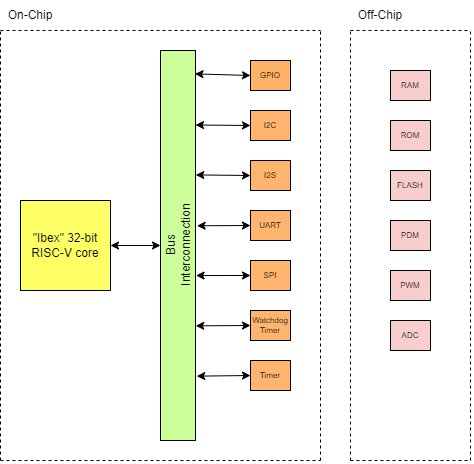 On-Chip
Off-Chip
GPIO
I2C
I2S
UART
SPI
Watchdog
Timer
Timer
"Ibex" 32-bit
RISC-V core
Bus
Interconnection
RAM
ROM
FLASH
PDM
PWM
ADC